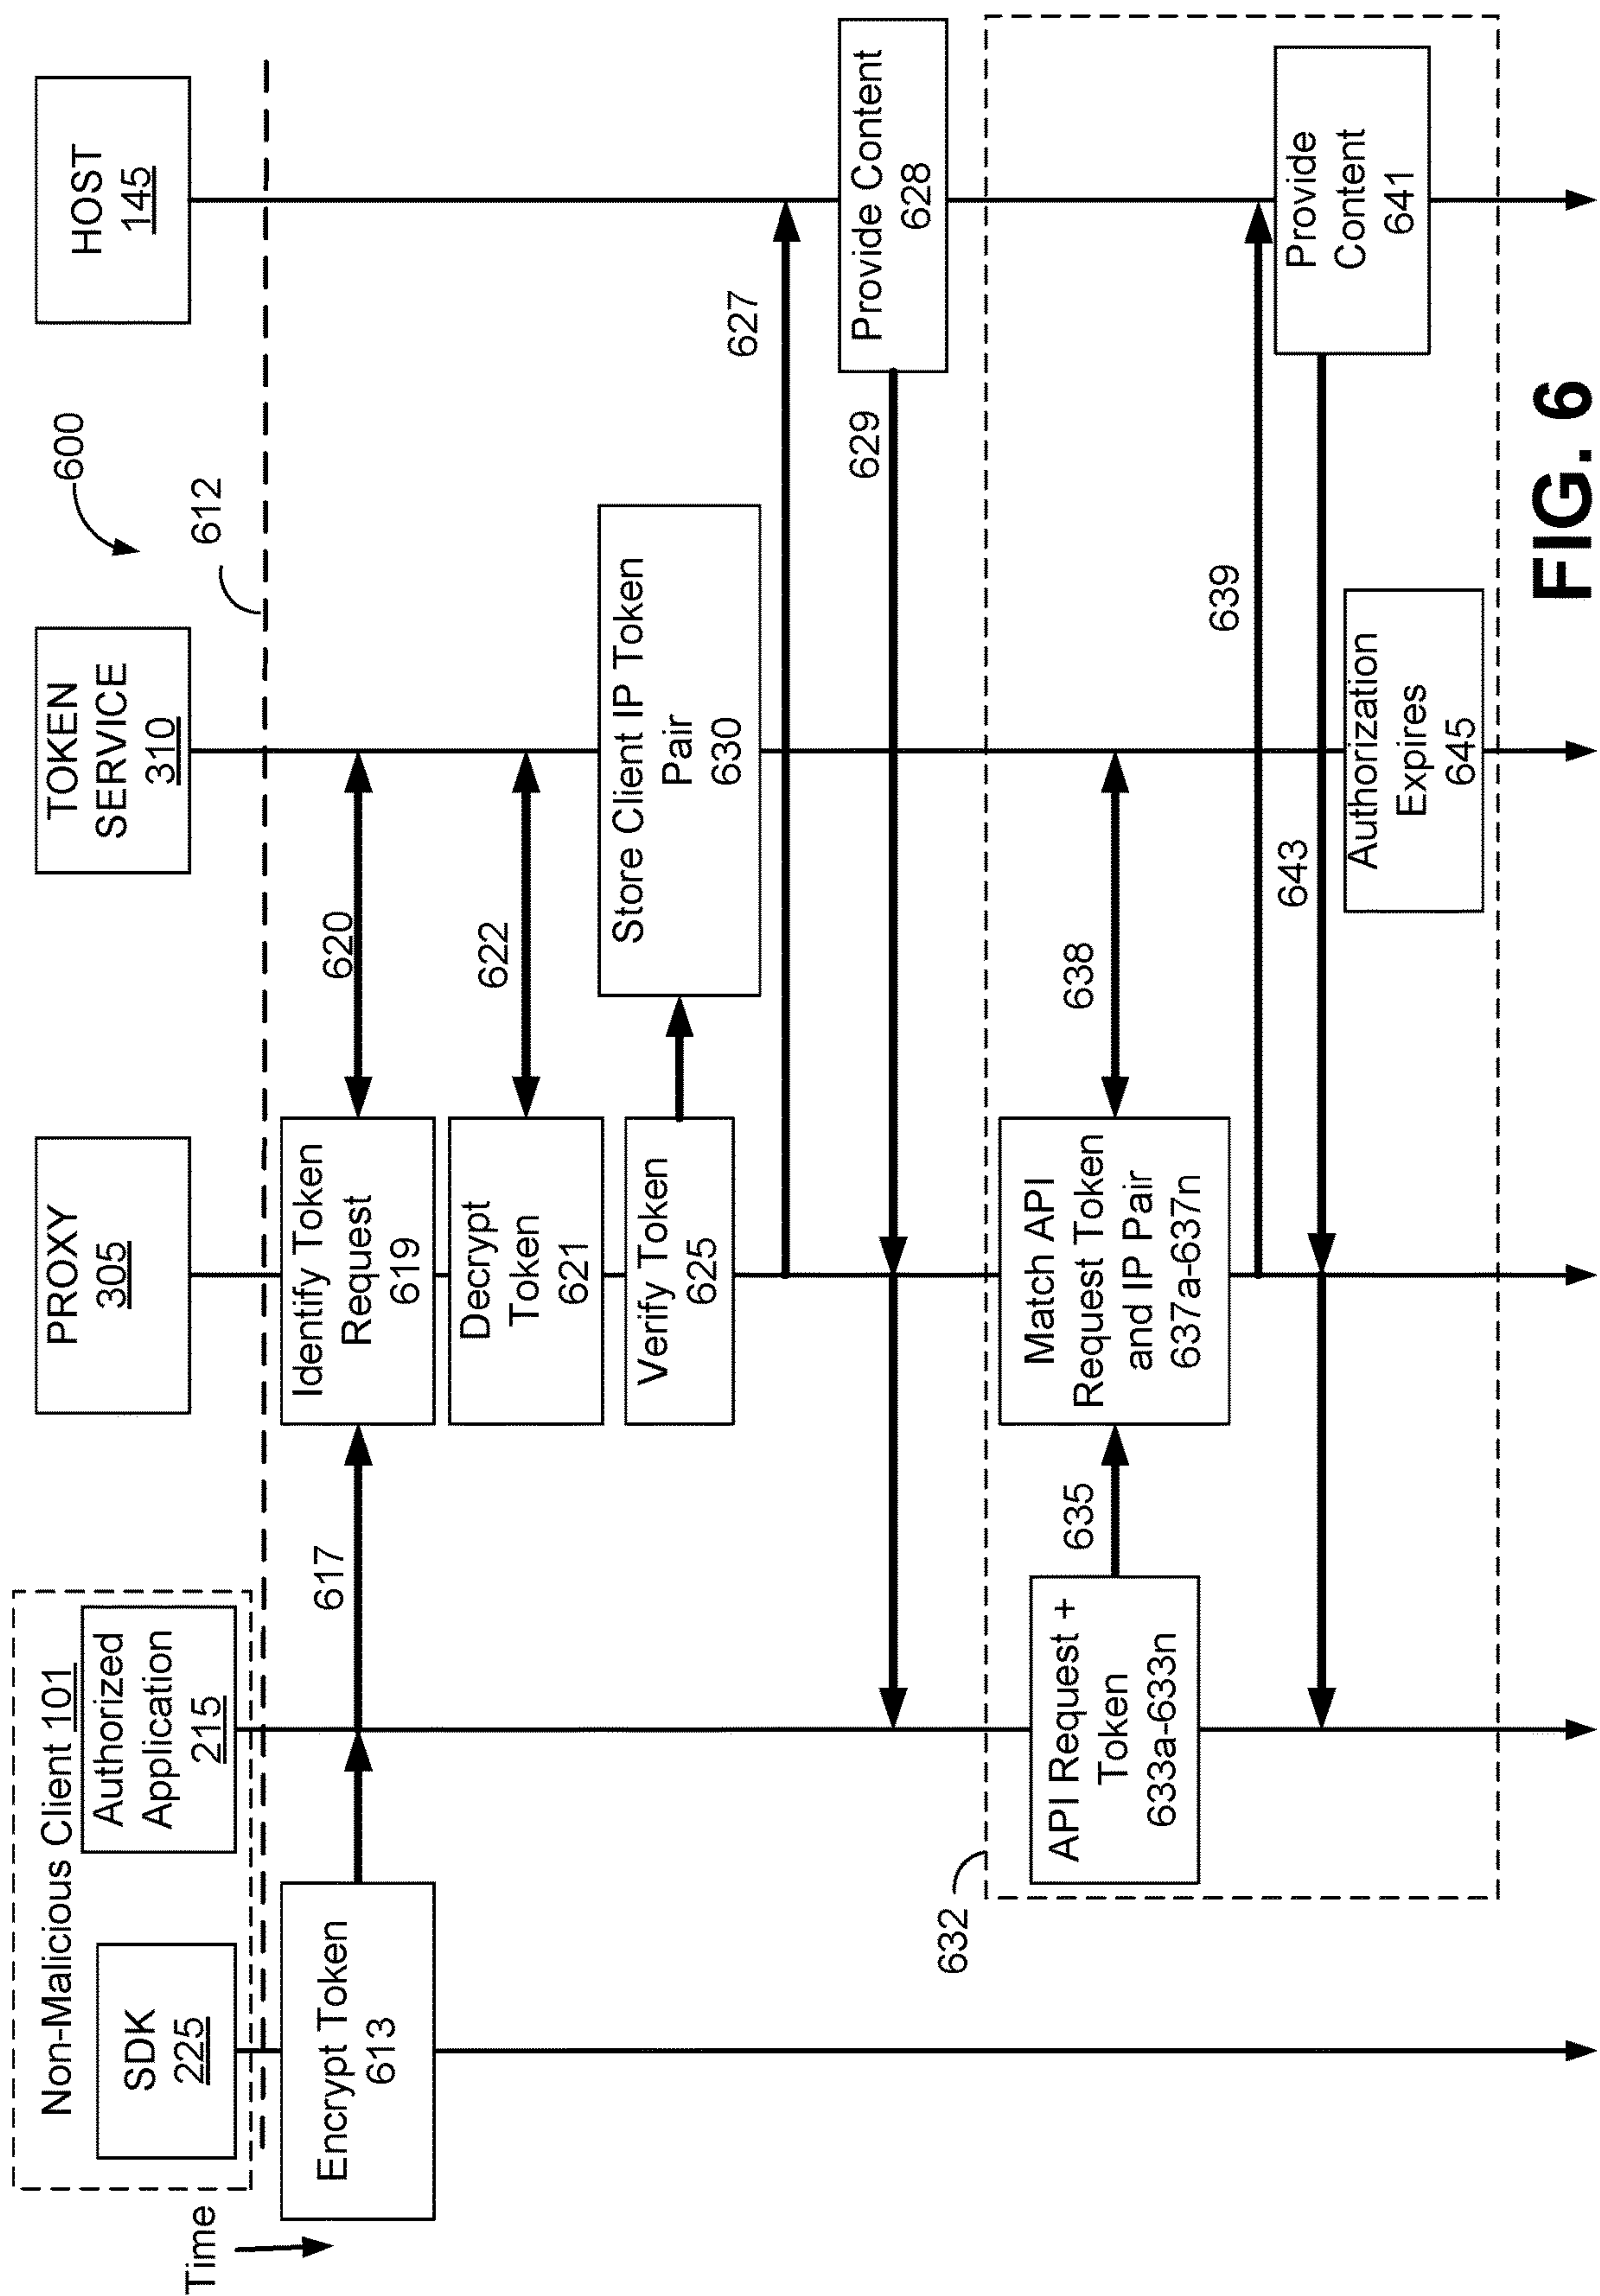 Time
Non-Malicious Client 101
SDK
225
Authorized
Application
215
PROXY
305
TOKEN
SERVICE
310
HOST
145
600
612
Encrypt Token
613
617
Identify Token
Request
619
620
Decrypt
Token
621
622
Verify Token
625
Store Client IP Token
Pair
630
627
Provide Content
628
629
632
API Request +
Token
633a-633n
635
Match API
Request Token
and IP Pair
637a-637n
638
639
Provide
Content
641
643
Authorization
Expires
645
FIG. 6